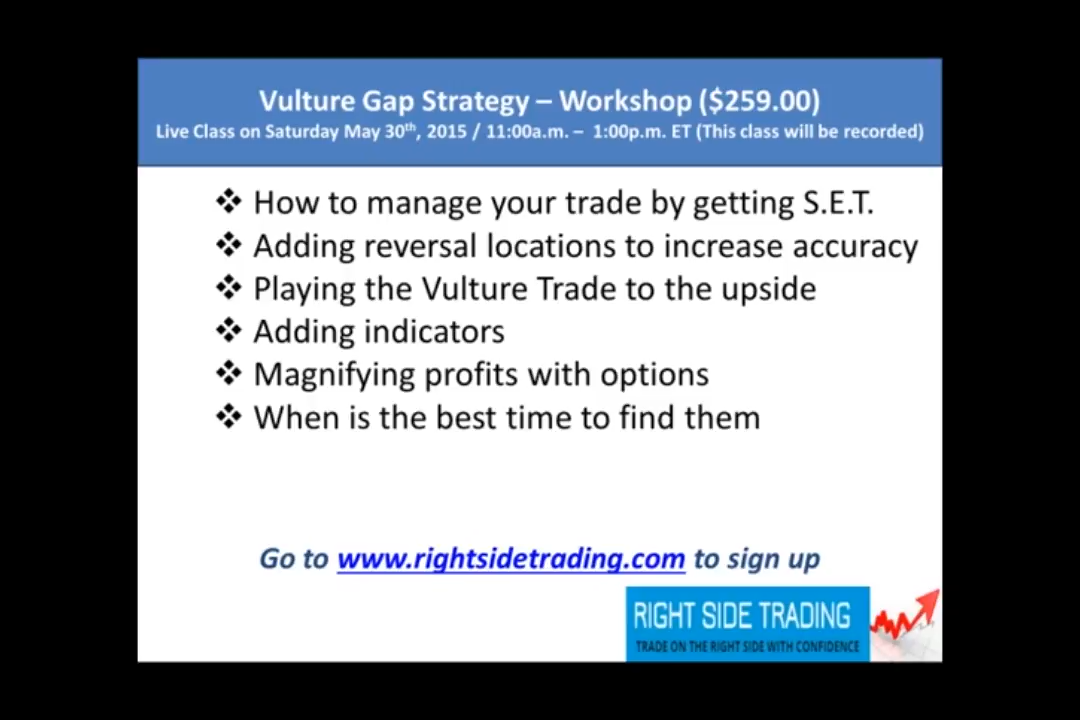 Vulture Gap Strategy – Workshop ($259.00)
Live Class on Saturday May 30th, 2015 / 11:00a.m. – 1:00p.m. ET (This class will be recorded)
❖ How to manage your trade by getting S.E.T.
❖ Adding reversal locations to increase accuracy
❖ Playing the Vulture Trade to the upside
❖ Adding indicators
❖ Magnifying profits with options
❖ When is the best time to find them
Go to www.rightsidetrading.com to sign up
RIGHT SIDE TRADING
TRADE ON THE RIGHT SIDE WITH CONFIDENCE